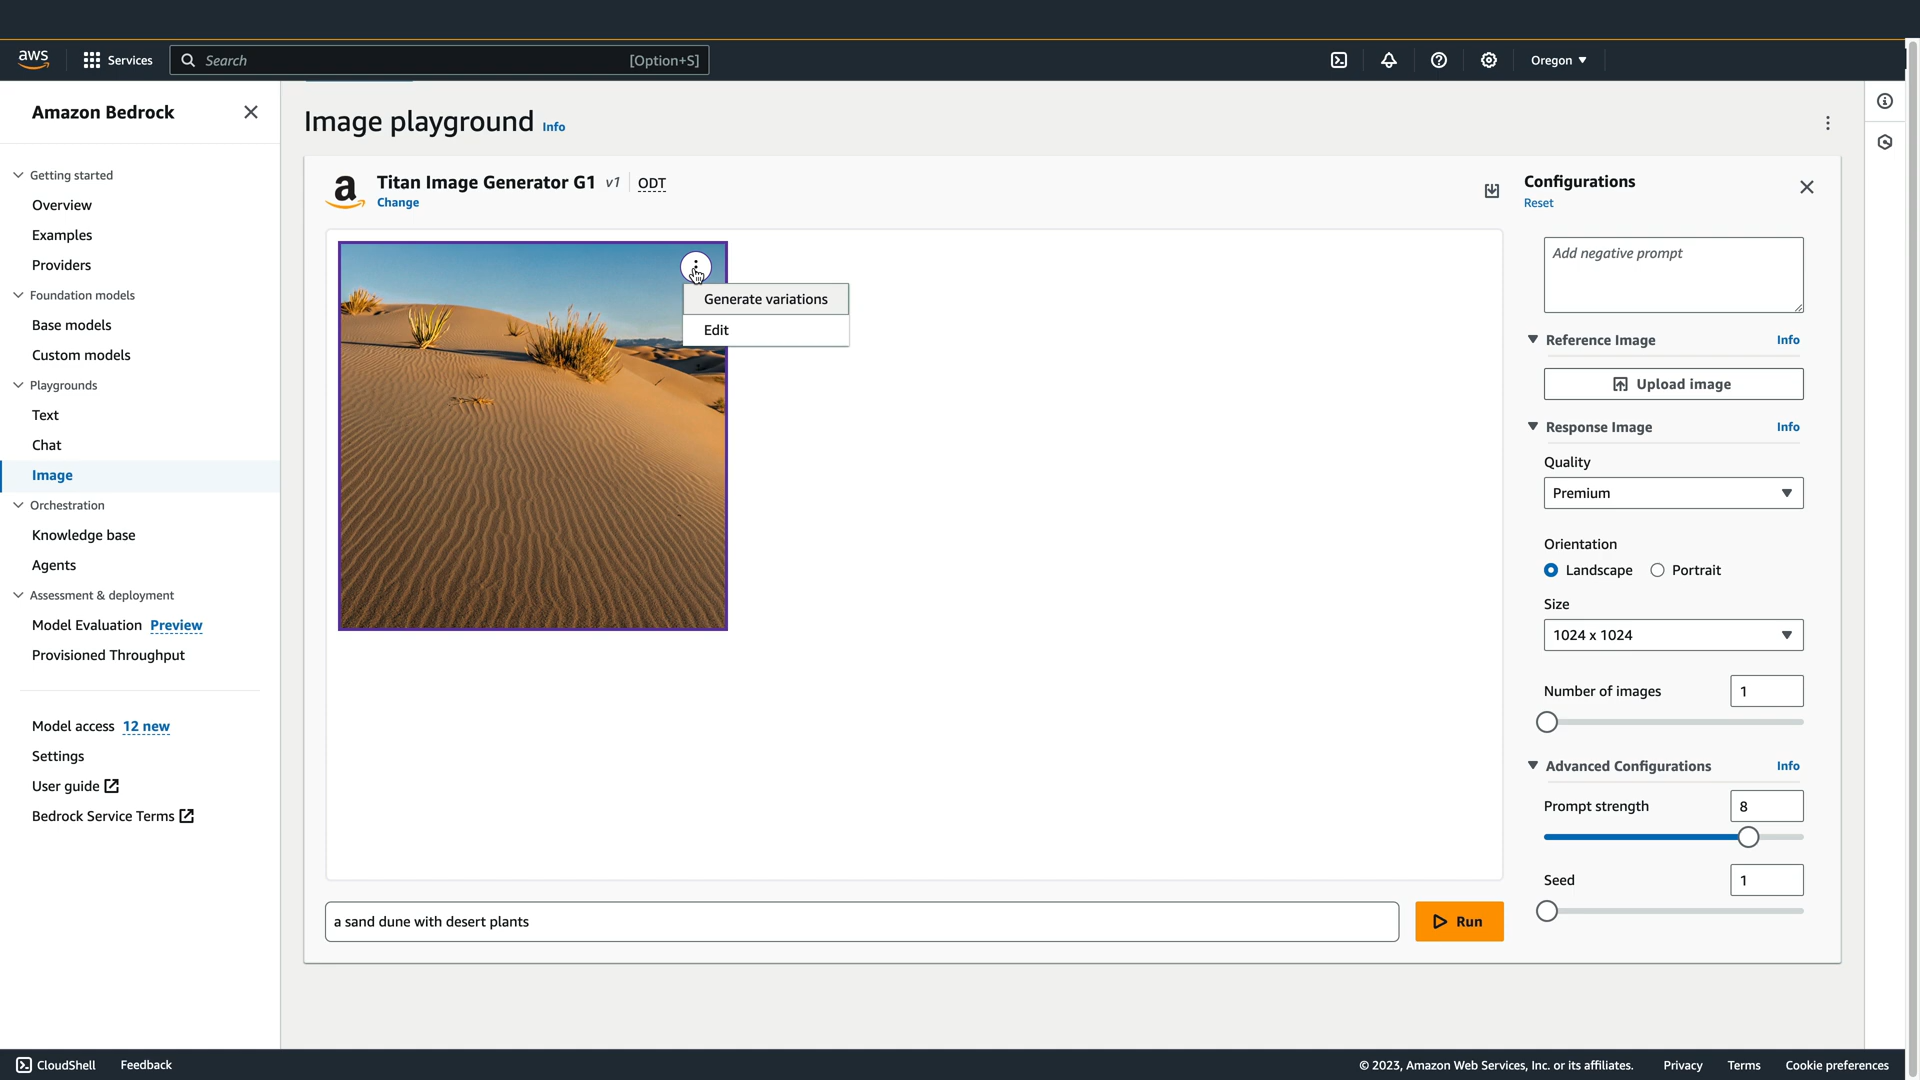 aws
Services
Search
[Option+S]
Oregon
Amazon Bedrock
Getting started
Overview
Examples
Providers
Foundation models
Base models
Custom models
Playgrounds
Text
Chat
Image
Orchestration
Knowledge base
Agents
Assessment & deployment
Model Evaluation Preview
Provisioned Throughput
Model access 12 new
Settings
User guide
Bedrock Service Terms
Image playground Info
Titan Image Generator G1 v1 ODT
Change
Generate variations
Edit
a sand dune with desert plants
Run
Configurations
Reset
Add negative prompt
Reference Image Info
Upload image
Response Image Info
Quality
Premium
Orientation
Landscape Portrait
Size
1024 x 1024
Number of images 1
Advanced Configurations Info
Prompt strength 8
Seed 1
CloudShell Feedback
© 2023, Amazon Web Services, Inc. or its affiliates. Privacy Terms Cookie preferences